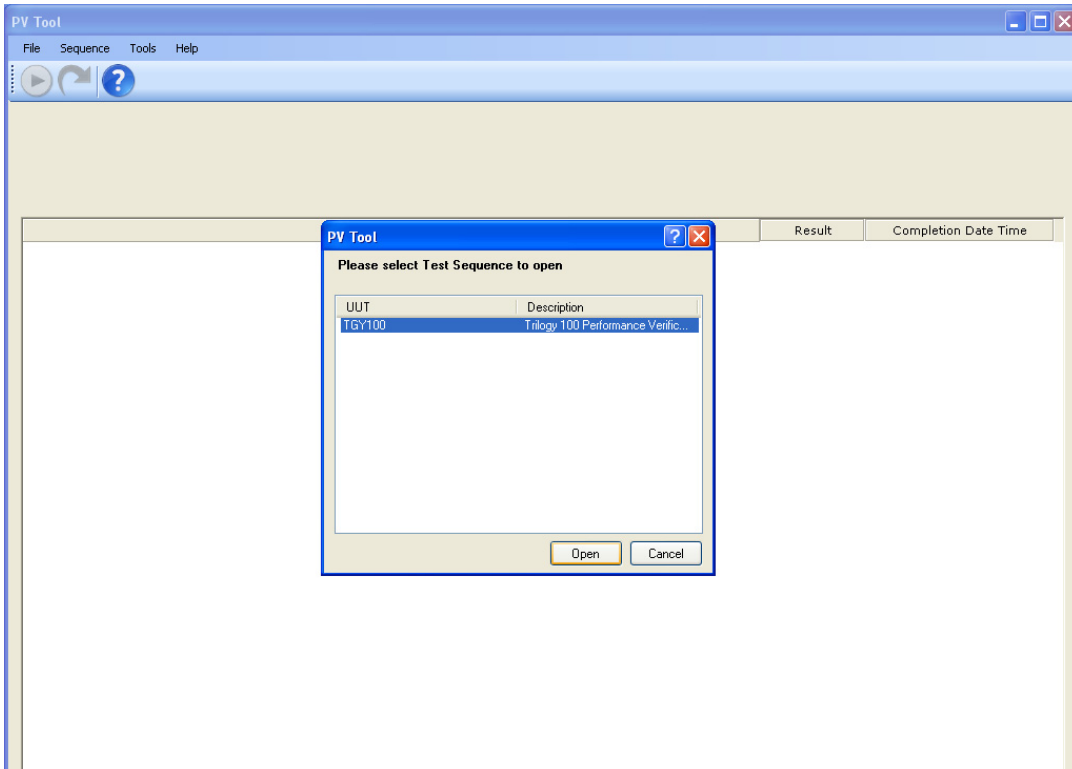 PV Tool
File Sequence Tools Help
Result Completion Date Time
PV Tool
Please select Test Sequence to open
UUT Description
TGY100 Trilogy 100 Performance Verific...
Open Cancel